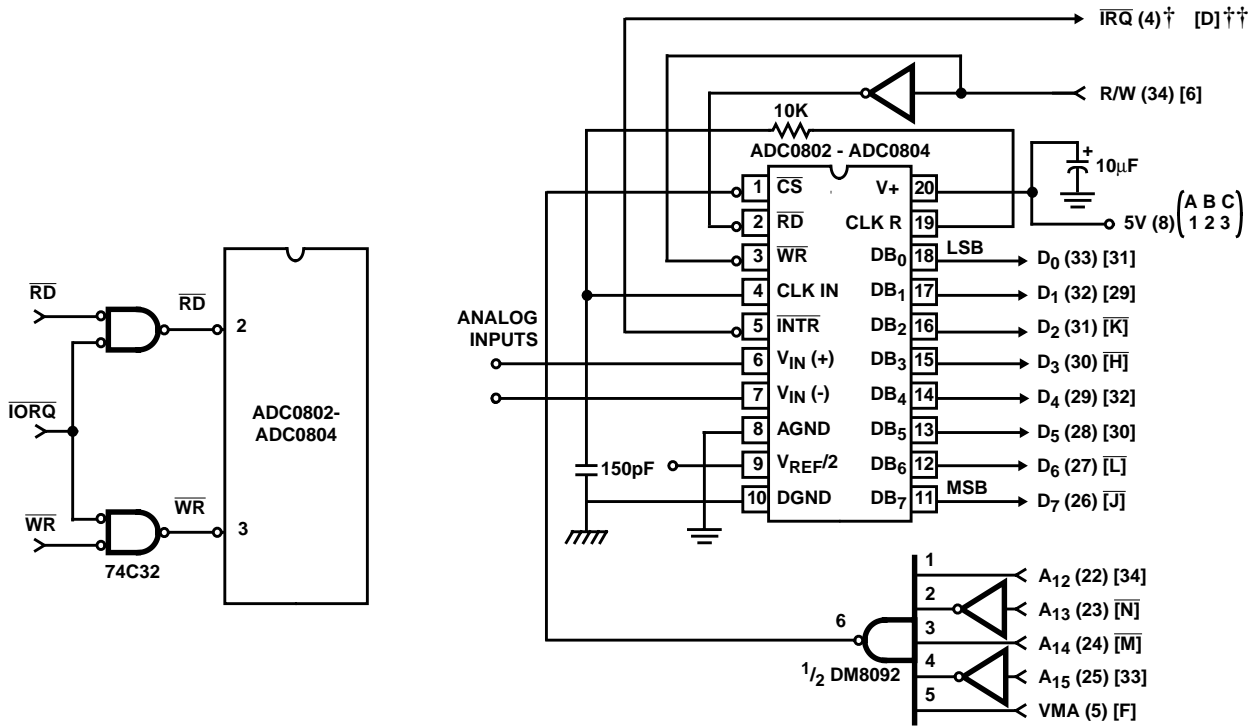 RD
IORQ
WR
RD
WR
74C32
2
3
ADC0802-
ADC0804
IRQ (4)† [D]††
R/W (34) [6]
10K
ADC0802 - ADC0804
10µF
+
5V (8) (A B C
1 2 3)
ANALOG
INPUTS
150pF
1 CS
2 RD
3 WR
4 CLK IN
5 INTR
6 VIN (+)
7 VIN (-)
8 AGND
9 VREF/2
10 DGND
V+ 20
CLK R 19
DB0 18 LSB D0 (33) [31]
DB1 17 D1 (32) [29]
DB2 16 D2 (31) [K̅]
DB3 15 D3 (30) [H̅]
DB4 14 D4 (29) [32]
DB5 13 D5 (28) [30]
DB6 12 D6 (27) [L̅]
DB7 11 MSB D7 (26) [J̅]
1 A12 (22) [34]
2 A13 (23) [N̅]
3 A14 (24) [M̅]
4 A15 (25) [33]
5 VMA (5) [F]
6
1/2 DM8092